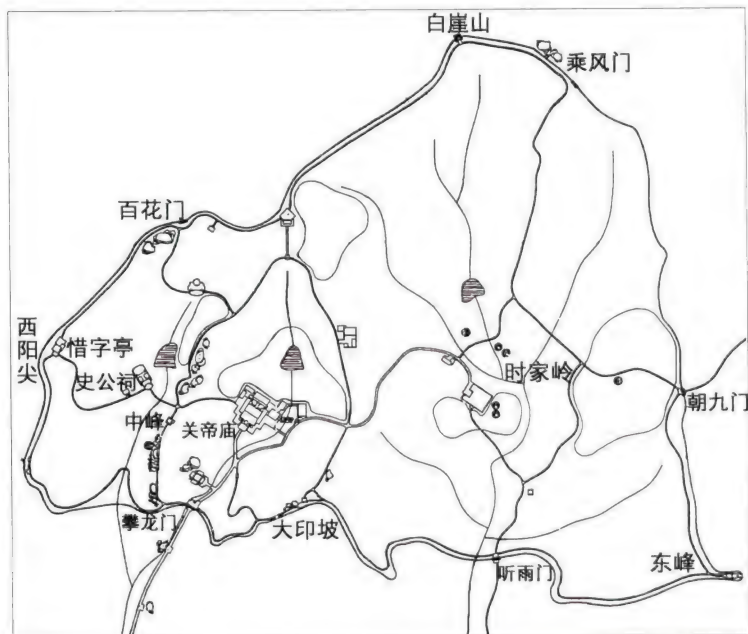 白崖山
乘风门
百花门
西阳尖
惜字亭
史公祠
中峰
关帝庙
时家岭
朝九门
攀龙门
大印坡
听雨门
东峰